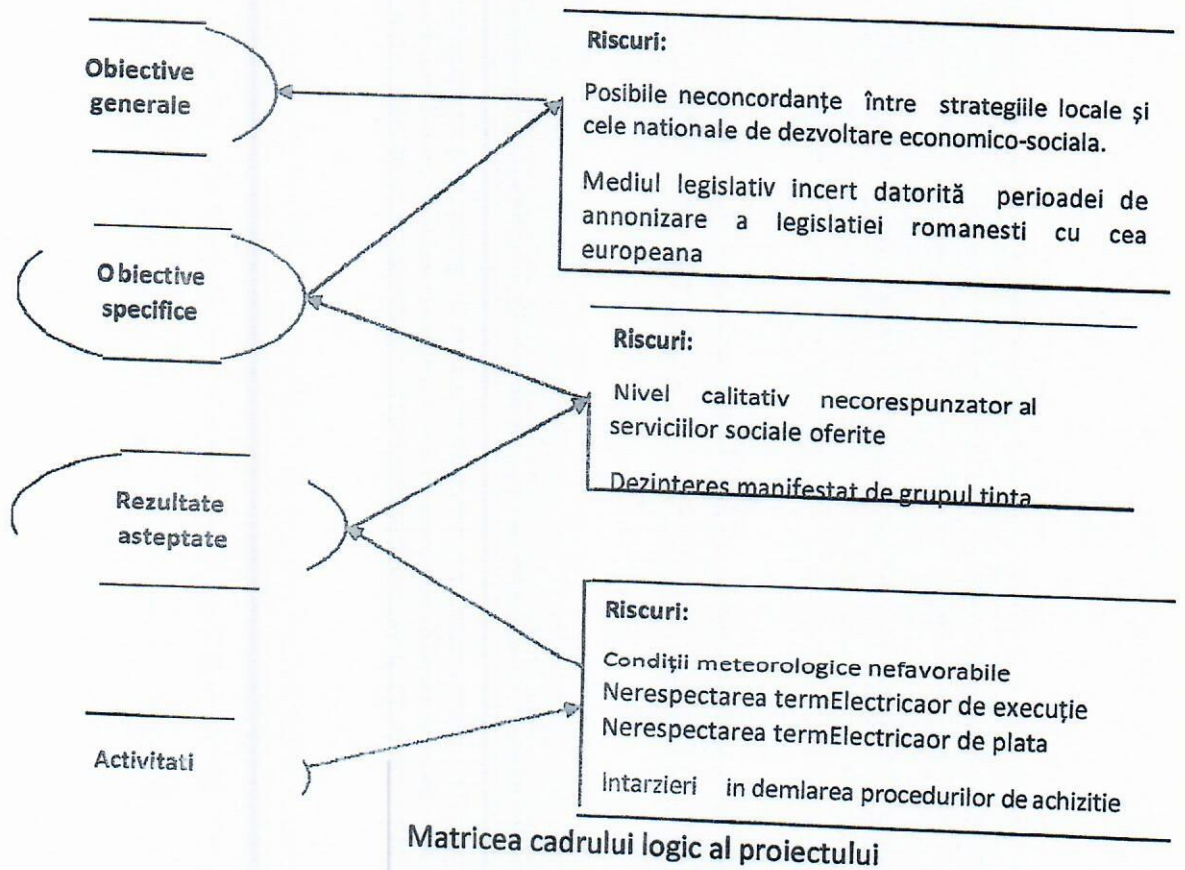 Obiective
generale
Riscuri:
Posibile neconcordanțe între strategiile locale și
cele nationale de dezvoltare economico-sociala.
Mediul legislativ incert datorită perioadei de
annonizare a legislatiei romanesti cu cea
europeana
Obiective
specifice
Riscuri:
Nivel calitativ necorespunzator al
serviciilor sociale oferite
Dezinteres manifestat de grupul tinta
Rezultate
asteptate
Riscuri:
Condiții meteorologice nefavorabile
Nerespectarea termElectricaor de execuție
Nerespectarea termElectricaor de plata
Intarzieri in demlarea procedurilor de achizitie
Activitati
Matricea cadrului logic al proiectului